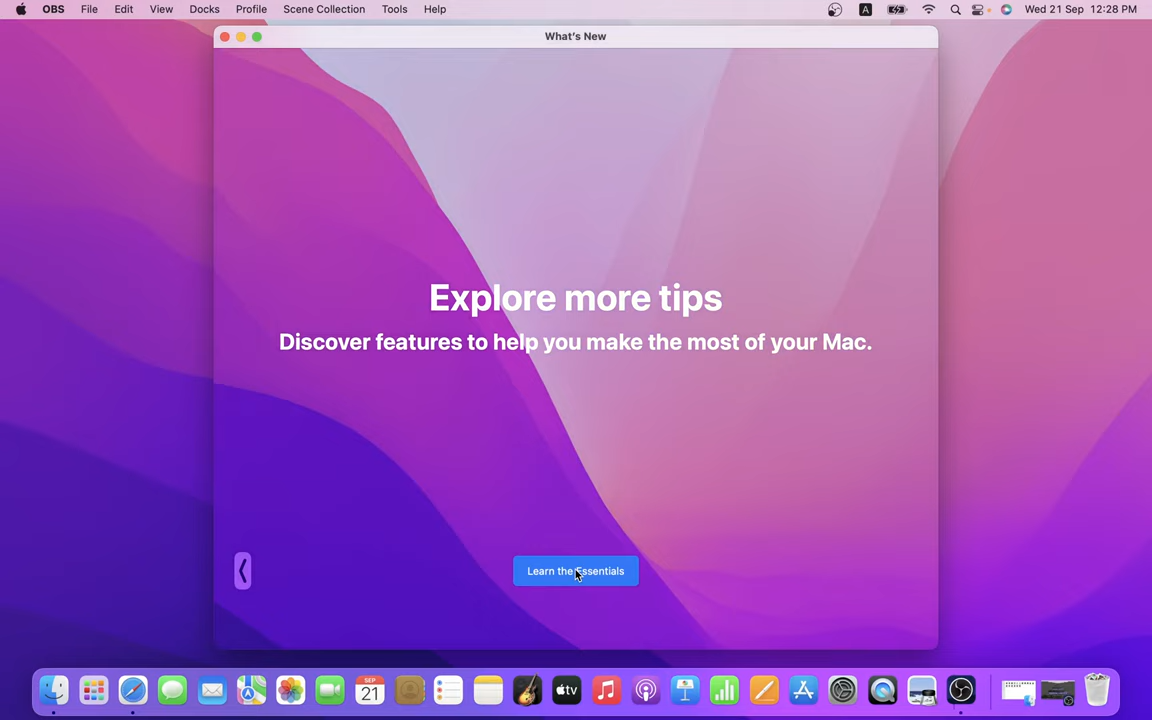 OBS File Edit View Docks Profile Scene Collection Tools Help A Wed 21 Sep 12:28 PM
What's New
Explore more tips
Discover features to help you make the most of your Mac.
Learn the Essentials
SEP
21
tv